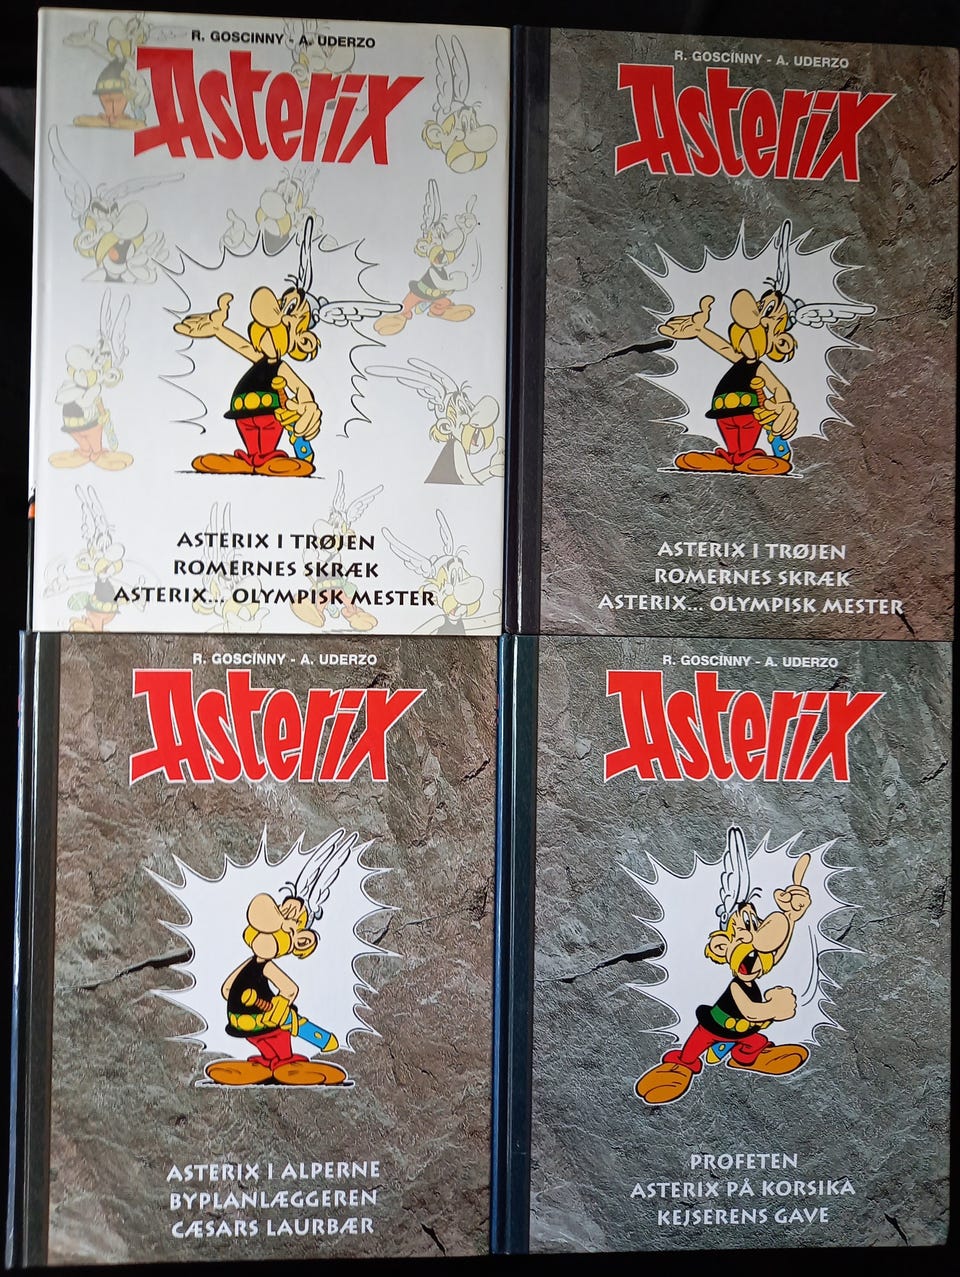 R. GOSCINNY - A. UDERZO
Asterix
ASTERIX I TRØJEN
ROMERNES SKRÆK
ASTERIX... OLYMPISK MESTER
R. GOSCINNY - A. UDERZO
Asterix
ASTERIX I TRØJEN
ROMERNES SKRÆK
ASTERIX... OLYMPISK MESTER
R. GOSCINNY - A. UDERZO
Asterix
ASTERIX I ALPERNE
BYPLANLÆGGEREN
CÆSARS LAURBÆR
R. GOSCINNY - A. UDERZO
Asterix
PROFETEN
ASTERIX PÅ KORSIKA
KEJSERENS GAVE